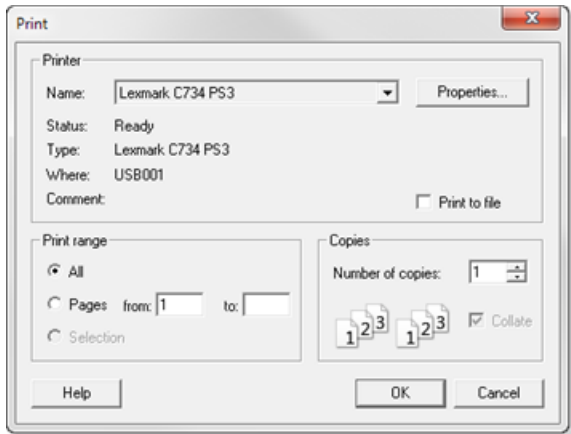 Print
Printer
Name: Lexmark C734 PS3 Properties...
Status: Ready
Type: Lexmark C734 PS3
Where: USB001
Comment:
Print to file
Print range
All
Pages from: 1 to:
Selection
Copies
Number of copies: 1
1 2 3 1 2 3
Collate
Help OK Cancel